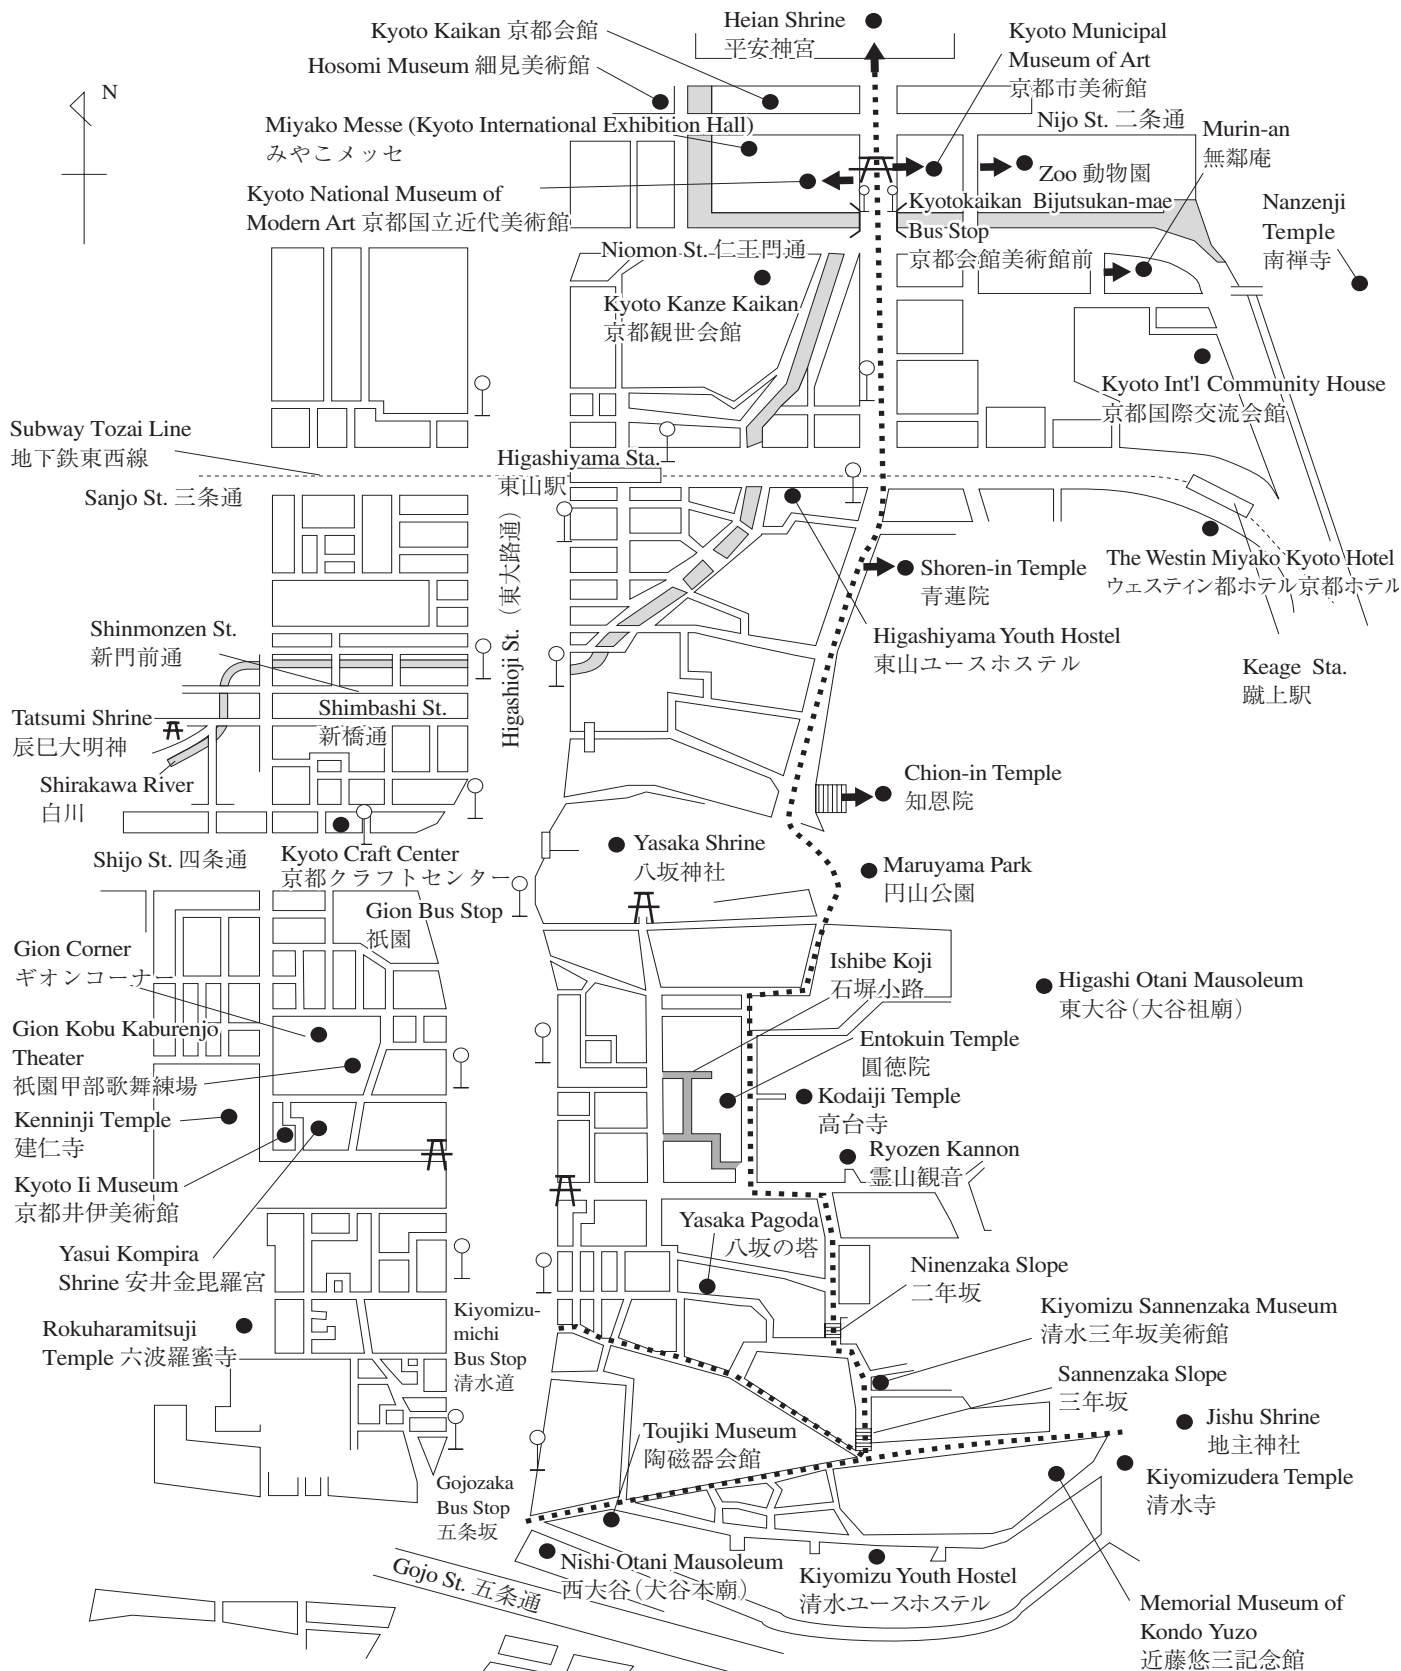 Heian Shrine
平安神宮
Kyoto Kaikan 京都会館
Hosomi Museum 細見美術館
Kyoto Municipal
Museum of Art
京都市美術館
N
Miyako Messe (Kyoto International Exhibition Hall)
みやこメッセ
Nijo St. 二条通
Murin-an
無鄰庵
Zoo 動物園
Kyoto National Museum of
Modern Art 京都国立近代美術館
Kyotokaikan Bijutsukan-mae
Bus Stop
京都会館美術館前
Nanzenji
Temple
南禅寺
Niomon St. 仁王門通
Kyoto Kanze Kaikan
京都観世会館
Kyoto Int'l Community House
京都国際交流会館
Subway Tozai Line
地下鉄東西線
Higashiyama Sta.
東山駅
Sanjo St. 三条通
Higashioji St.（東大路通）
Shoren-in Temple
青蓮院
The Westin Miyako Kyoto Hotel
ウェスティン都ホテル京都ホテル
Shinmonzen St.
新門前通
Higashiyama Youth Hostel
東山ユースホステル
Keage Sta.
蹴上駅
Tatsumi Shrine
辰巳大明神
Shimbashi St.
新橋通
Shirakawa River
白川
Chion-in Temple
知恩院
Shijo St. 四条通
Kyoto Craft Center
京都クラフトセンター
Yasaka Shrine
八坂神社
Maruyama Park
円山公園
Gion Bus Stop
祇園
Gion Corner
ギオンコーナー
Ishibe Koji
石塀小路
Higashi Otani Mausoleum
東大谷（大谷祖廟）
Gion Kobu Kaburenjo
Theater
祇園甲部歌舞練場
Entokuin Temple
圓徳院
Kodaiji Temple
高台寺
Kenninji Temple
建仁寺
Ryozen Kannon
霊山観音
Kyoto Ii Museum
京都井伊美術館
Yasaka Pagoda
八坂の塔
Yasui Kompira
Shrine 安井金毘羅宮
Ninenzaka Slope
二年坂
Kiyomizu-
michi
Bus Stop
清水道
Kiyomizu Sannenzaka Museum
清水三年坂美術館
Rokuharamitsuji
Temple 六波羅蜜寺
Sannenzaka Slope
三年坂
Jishu Shrine
地主神社
Toujiki Museum
陶磁器会館
Kiyomizudera Temple
清水寺
Gojozaka
Bus Stop
五条坂
Gojo St. 五条通
Nishi Otani Mausoleum
西大谷（大谷本廟）
Kiyomizu Youth Hostel
清水ユースホステル
Memorial Museum of
Kondo Yuzo
近藤悠三記念館